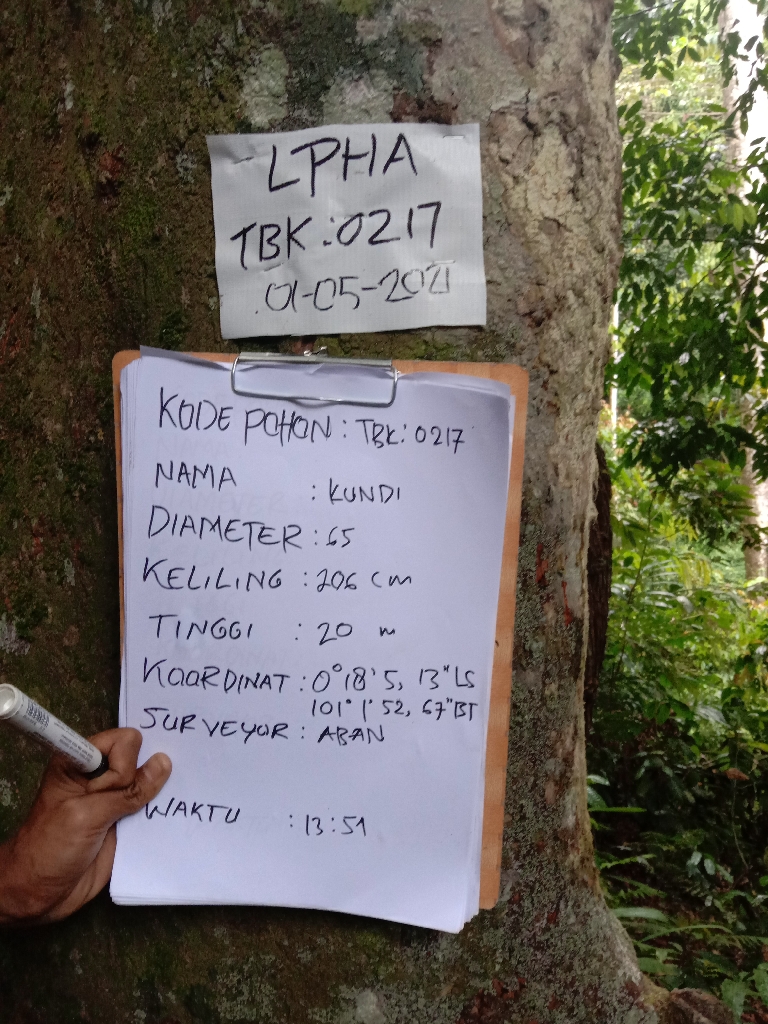 LPHA
TBK:0217
01-05-2021
KODE POHON : TBK: 0217
NAMA : KUNDI
DIAMETER : 65
KELILING : 206 cm
TINGGI : 20 m
KOORDINAT : 0° 18' 5, 13" LS
101° 1' 52, 67" BT
SURVEYOR : ABAN
WAKTU : 13:51